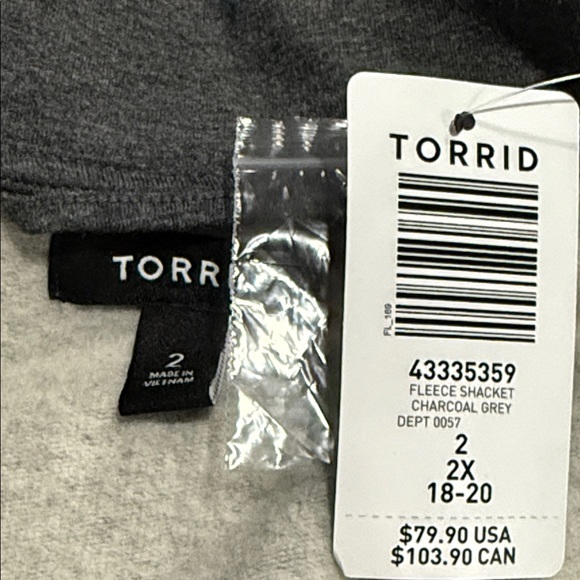 TORRID
FL_169
43335359
FLEECE SHACKET
CHARCOAL GREY
DEPT 0057
2
2X
18-20
$79.90 USA
$103.90 CAN
TORR
2
MADE IN
VIETNAM